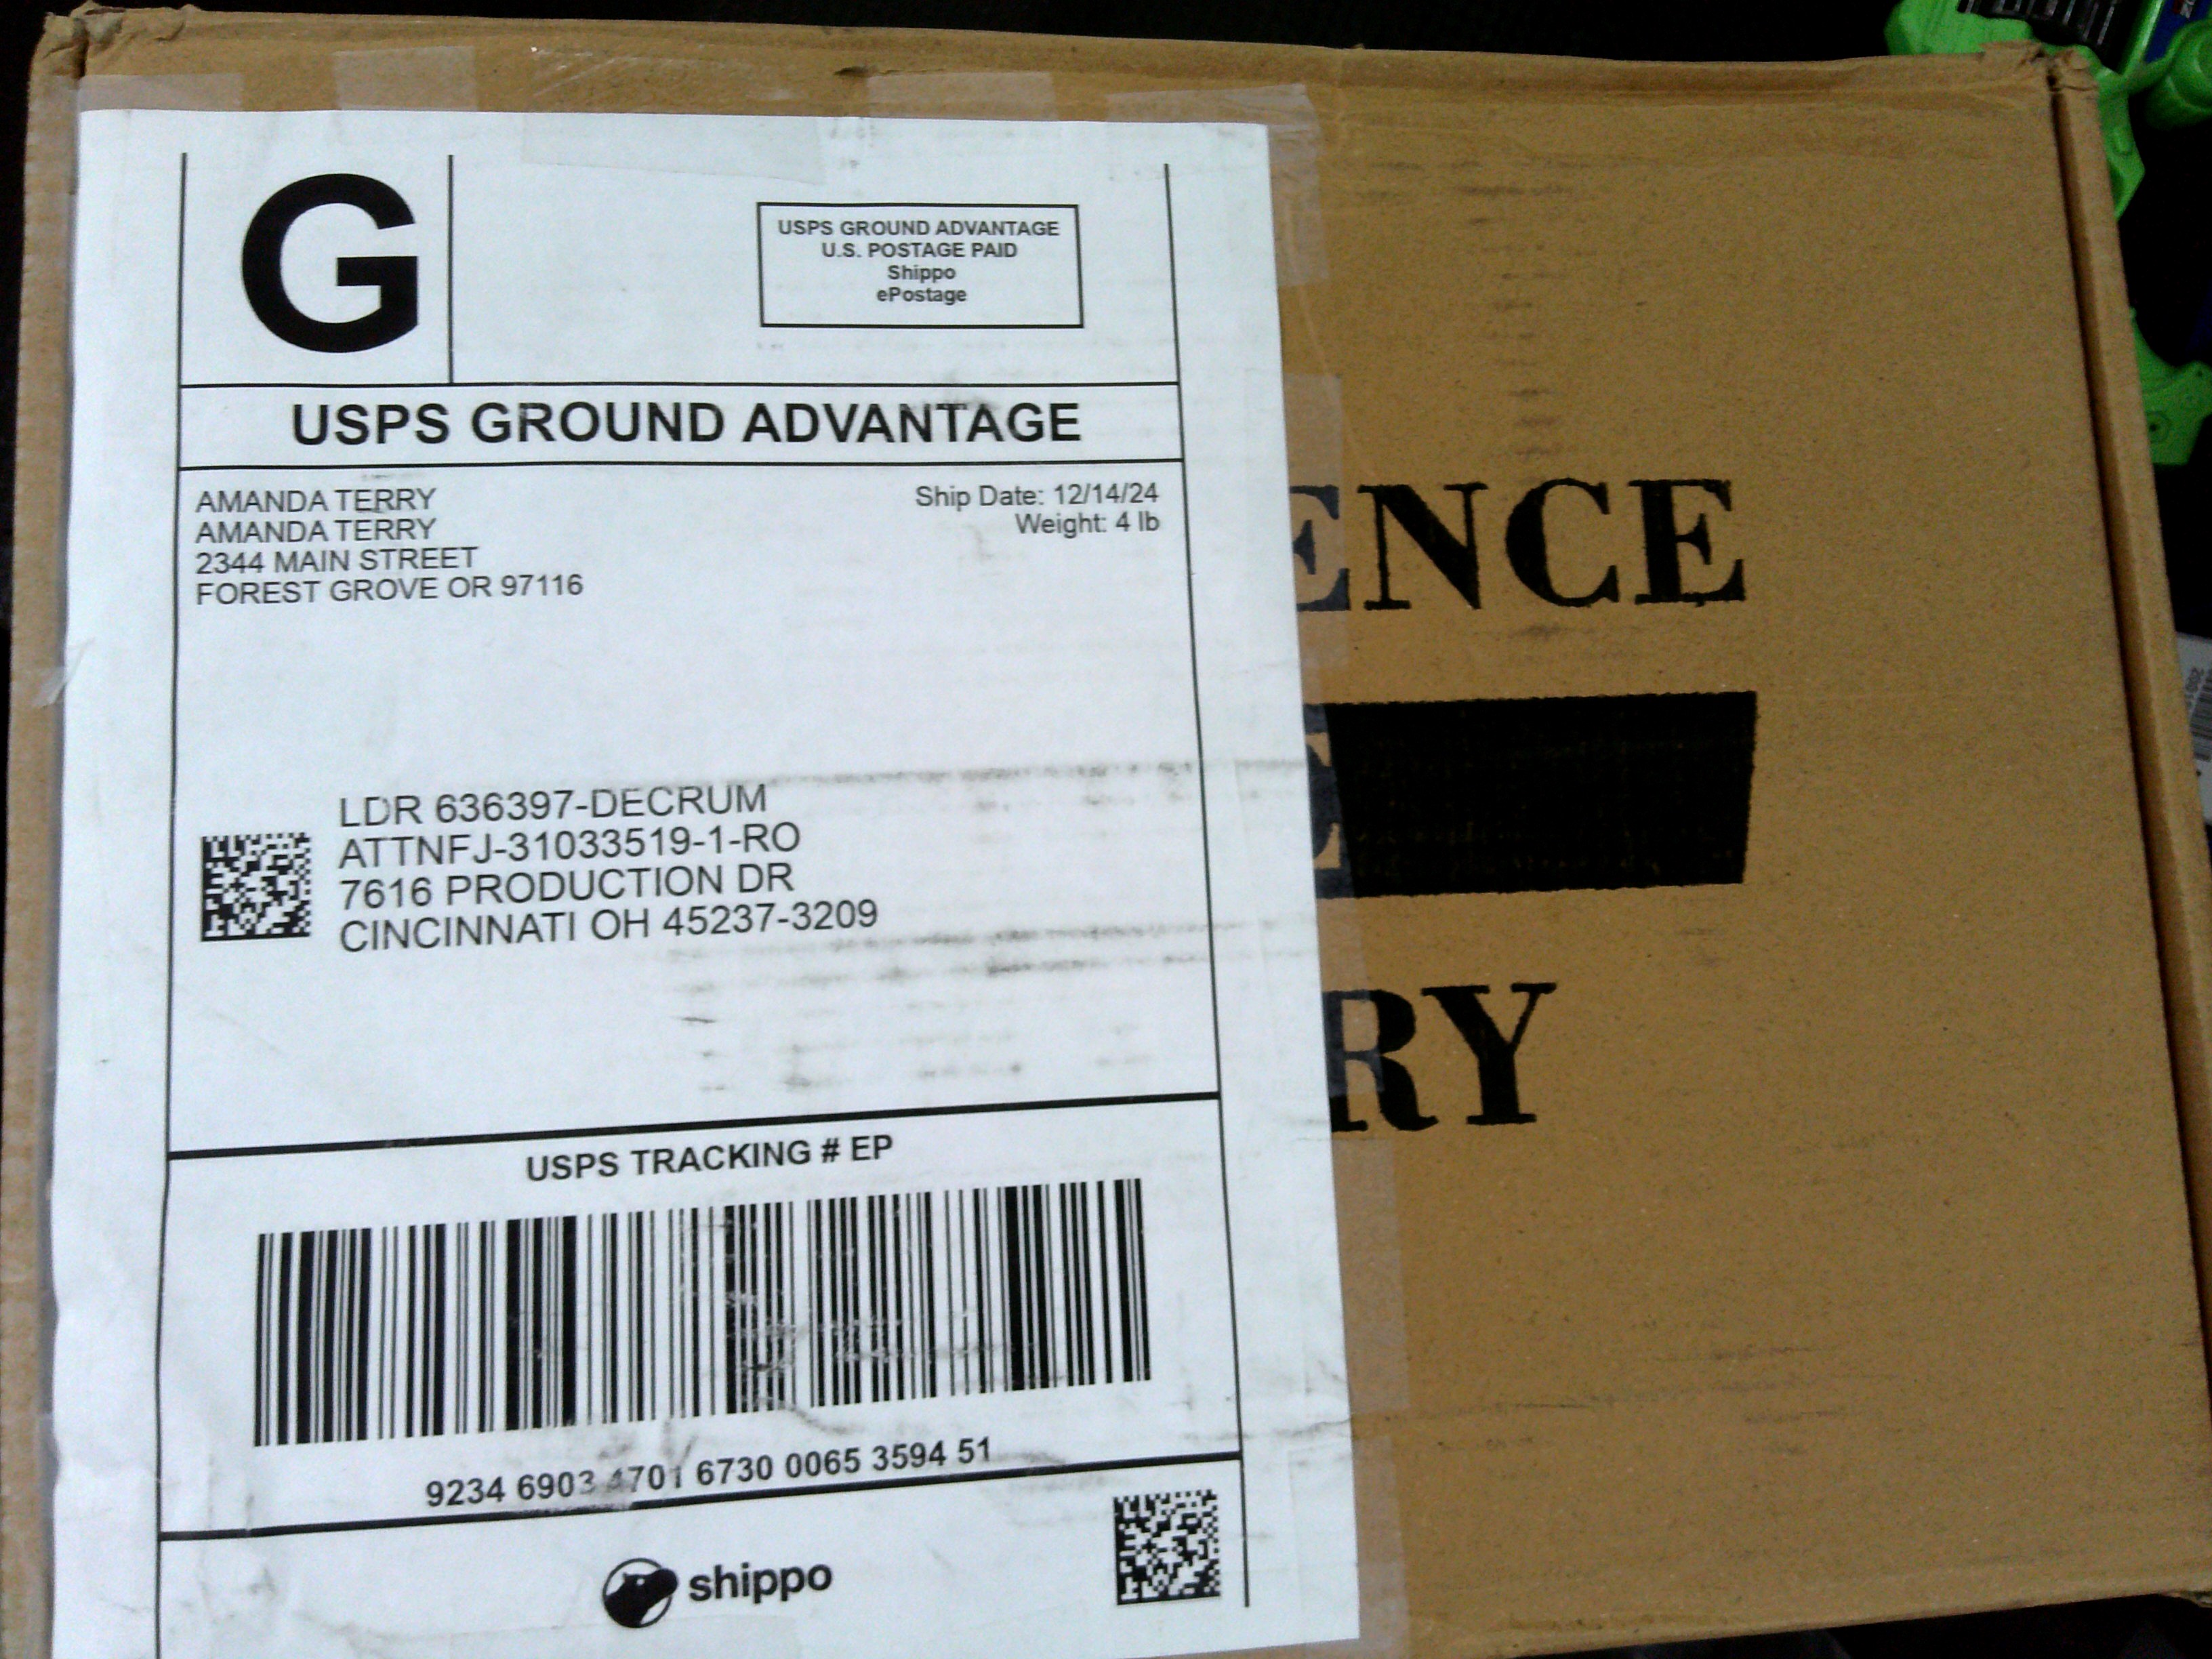 G
USPS GROUND ADVANTAGE
U.S. POSTAGE PAID
Shippo
ePostage
USPS GROUND ADVANTAGE
AMANDA TERRY
AMANDA TERRY
2344 MAIN STREET
FOREST GROVE OR 97116
Ship Date: 12/14/24
Weight: 4 lb
LDR 636397-DECRUM
ATTNFJ-31033519-1-RO
7616 PRODUCTION DR
CINCINNATI OH 45237-3209
USPS TRACKING # EP
9234 6903 4701 6730 0065 3594 51
shippo
ENCE
E
RY